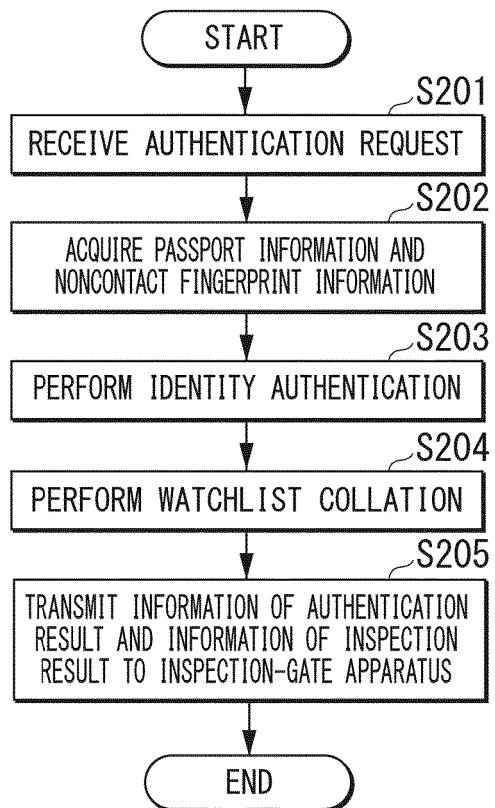 START
S201
RECEIVE AUTHENTICATION REQUEST
S202
ACQUIRE PASSPORT INFORMATION AND
NONCONTACT FINGERPRINT INFORMATION
S203
PERFORM IDENTITY AUTHENTICATION
S204
PERFORM WATCHLIST COLLATION
S205
TRANSMIT INFORMATION OF AUTHENTICATION
RESULT AND INFORMATION OF INSPECTION
RESULT TO INSPECTION-GATE APPARATUS
END